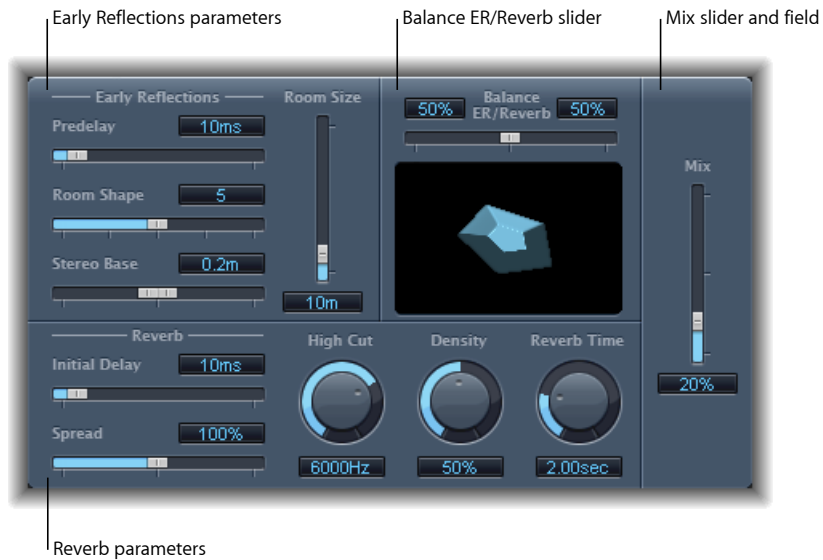 Early Reflections parameters
Balance ER/Reverb slider
Mix slider and field
Early Reflections
Room Size
Predelay
10ms
Room Shape
5
Stereo Base
0.2m
10m
50%
Balance
ER/Reverb
50%
Mix
20%
Reverb
Initial Delay
10ms
Spread
100%
High Cut
Density
Reverb Time
6000Hz
50%
2.00sec
Reverb parameters